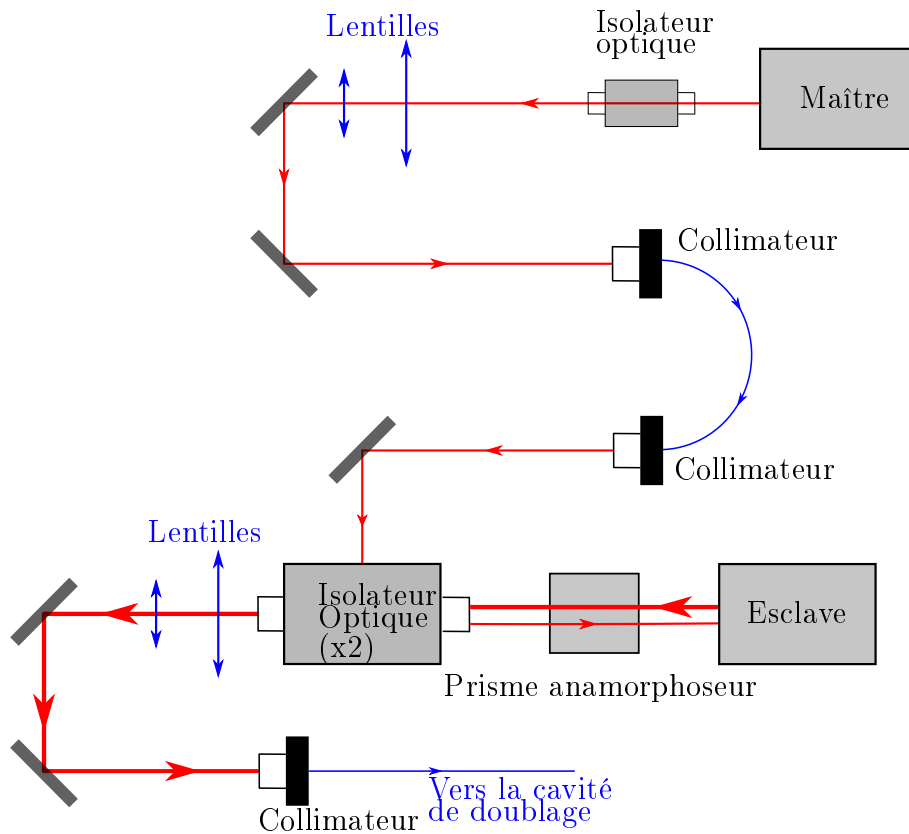 Lentilles
Isolateur
optique
Maître
Collimateur
Collimateur
Lentilles
Isolateur
Optique
(x2)
Esclave
Prisme anamorphoseur
Vers la cavité
de doublage
Collimateur